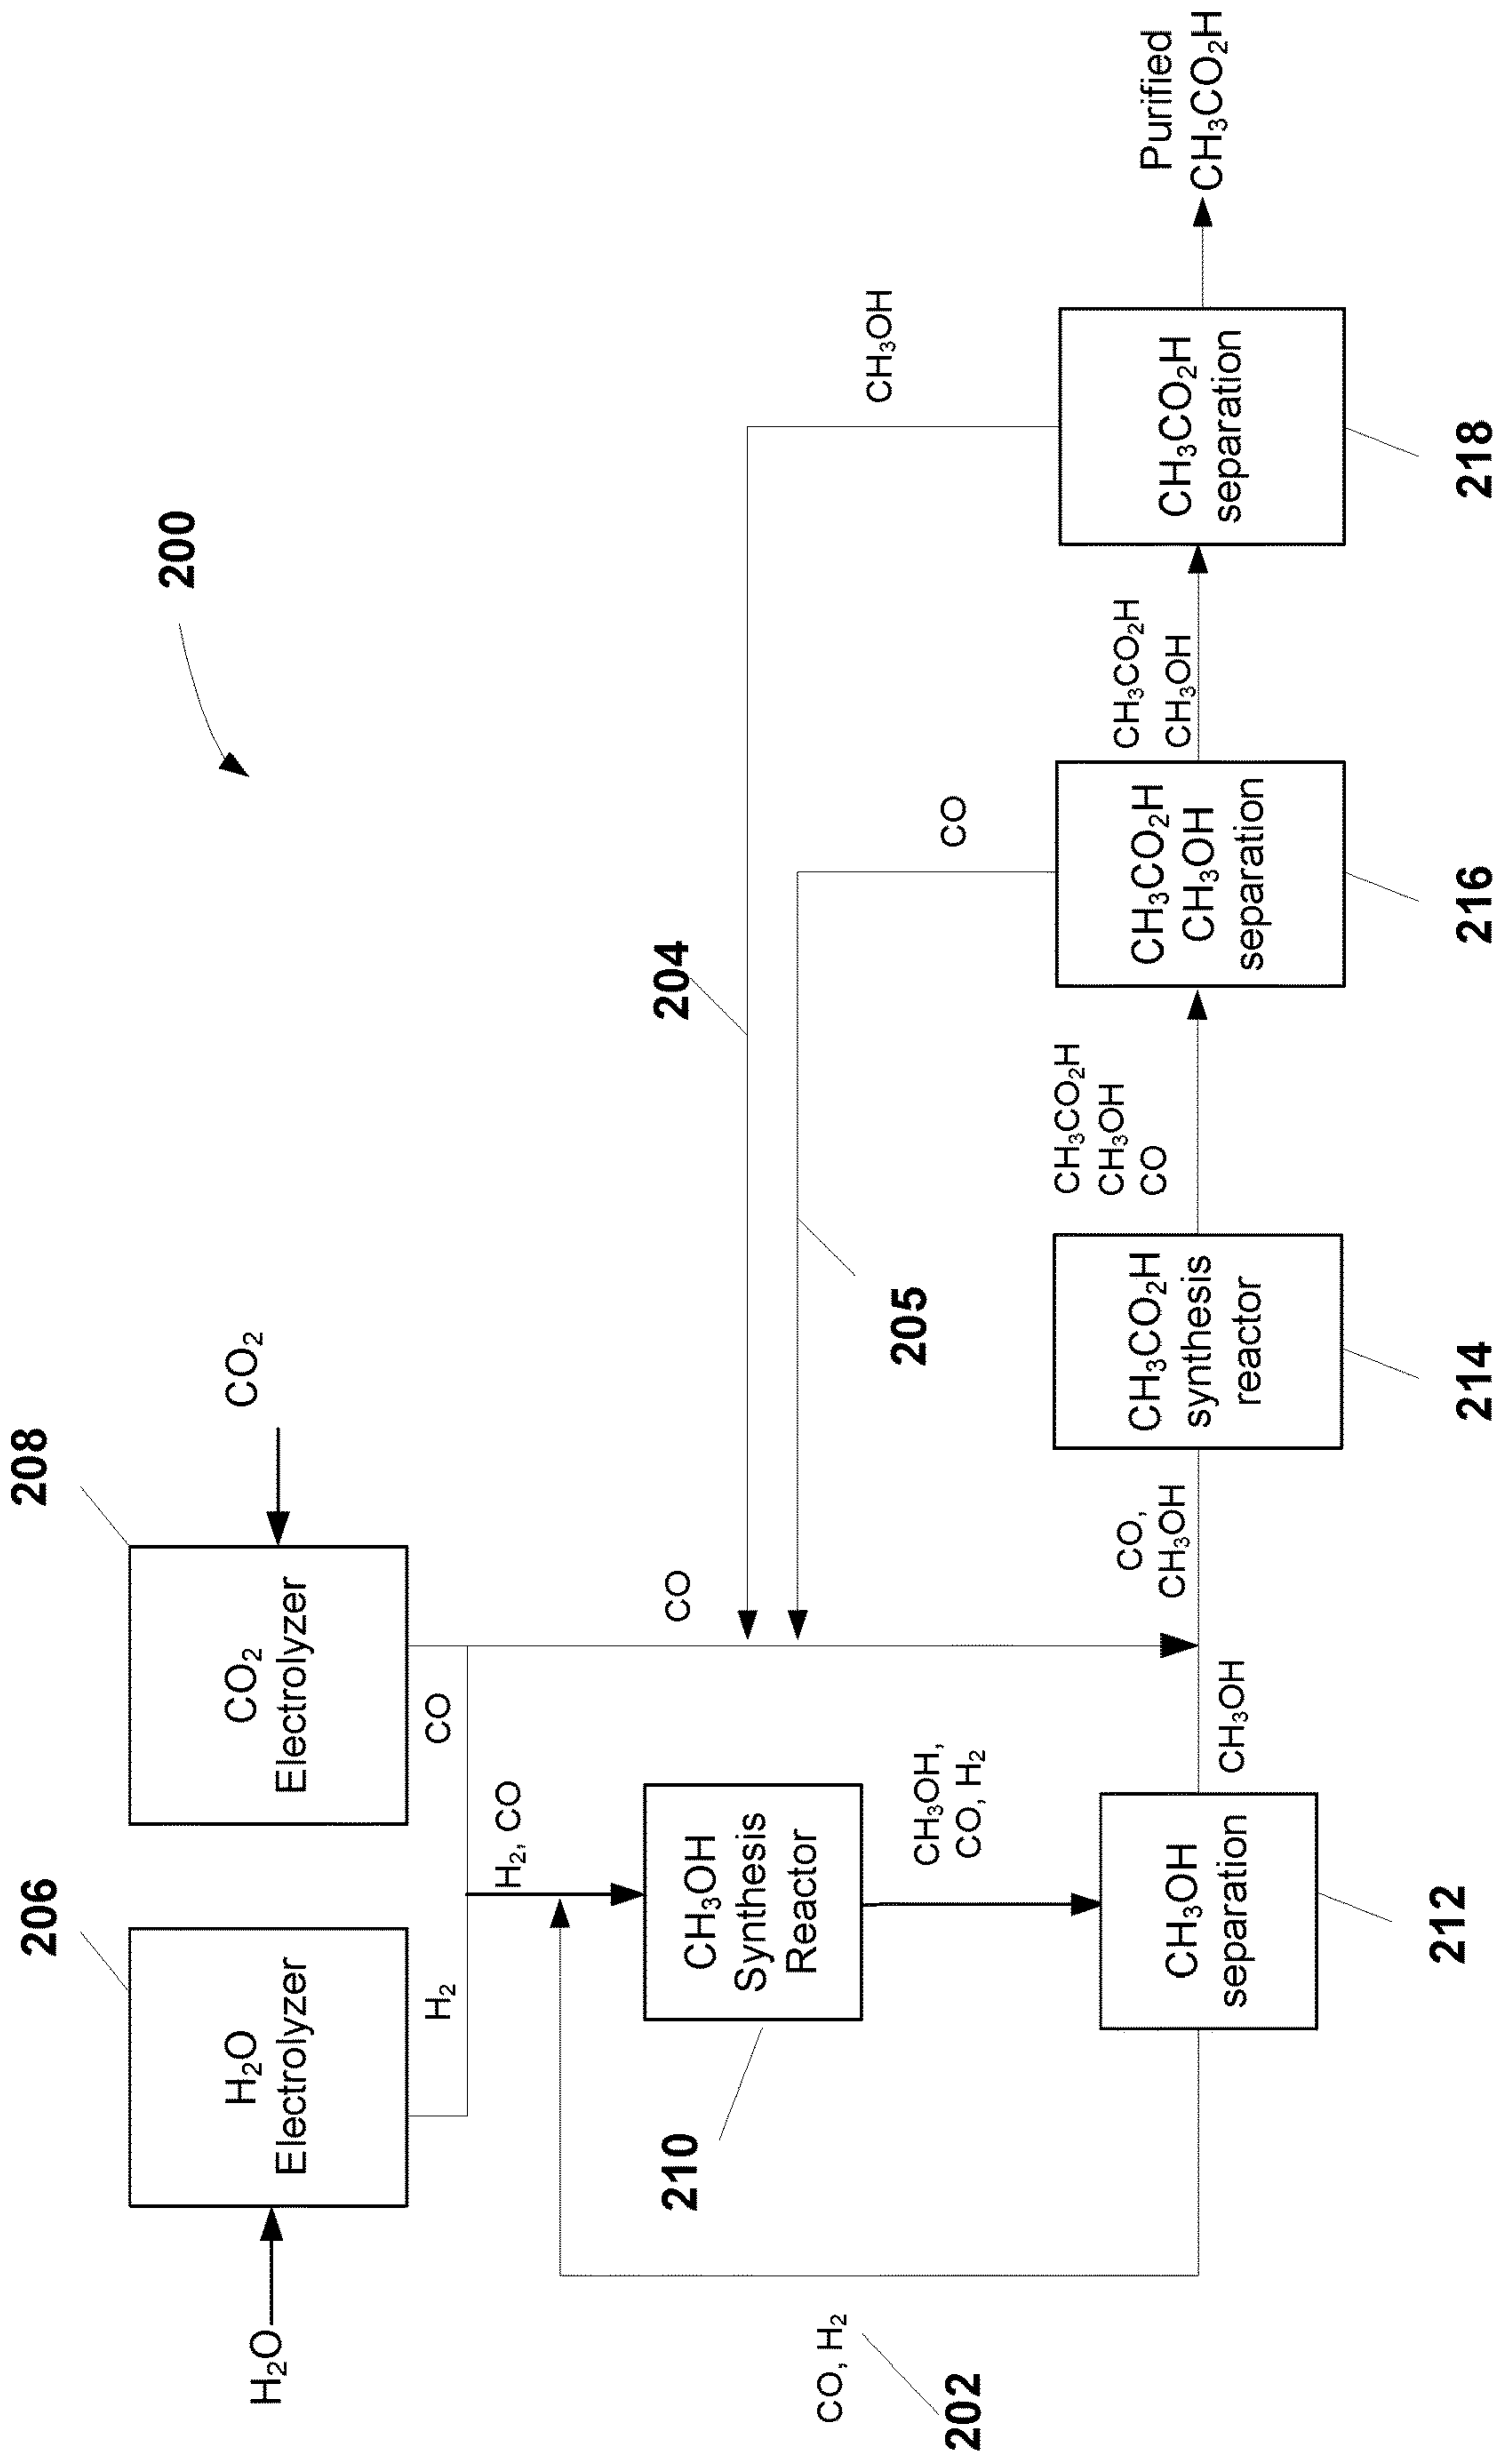 200
206
208
H₂O
H₂O
Electrolyzer
CO₂
Electrolyzer
CO₂
H₂
CO
H₂, CO
CO
CO, H₂
202
210
CH₃OH
Synthesis
Reactor
CH₃OH,
CO, H₂
204
205
CO
CH₃OH
CH₃OH
separation
212
CH₃OH
CO,
CH₃OH
CH₃CO₂H
synthesis
reactor
214
CH₃CO₂H
CH₃OH
CO
CH₃CO₂H
CH₃OH
separation
216
CH₃CO₂H
CH₃OH
CH₃CO₂H
separation
218
Purified
CH₃CO₂H